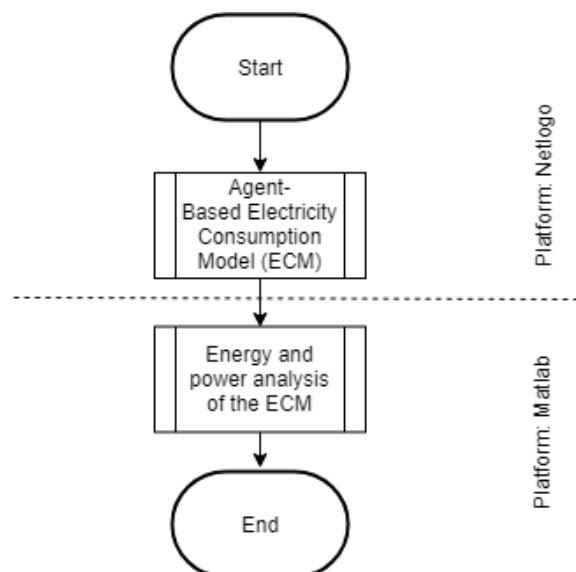 Start
Agent-
Based Electricity
Consumption
Model (ECM)
Platform: Netlogo
Energy and
power analysis
of the ECM
Platform: Matlab
End